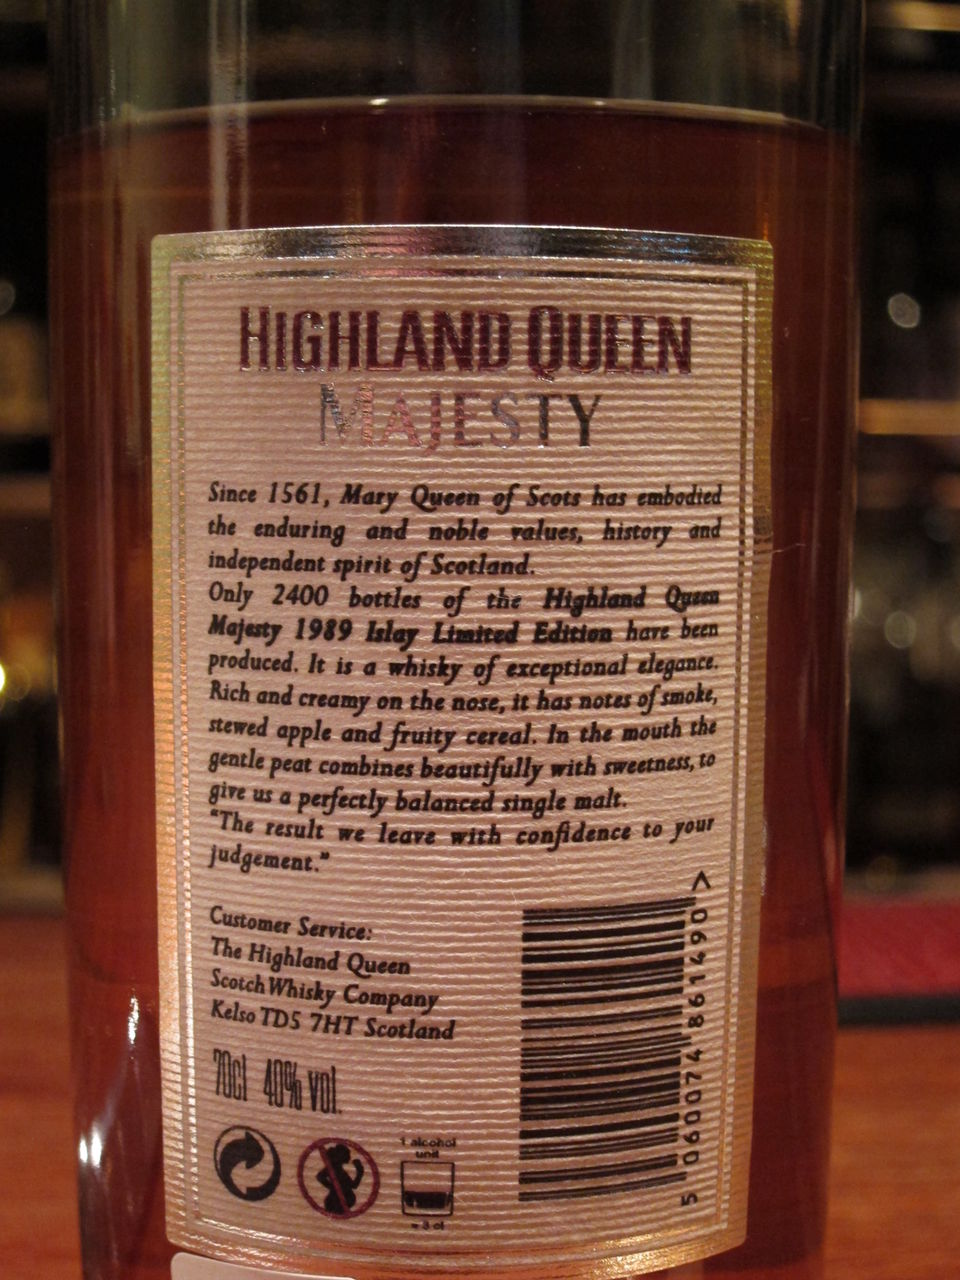 HIGHLAND QUEEN
MAJESTY
Since 1561, Mary Queen of Scots has embodied
the enduring and noble values, history and
independent spirit of Scotland.
Only 2400 bottles of the Highland Queen
Majesty 1989 Islay Limited Edition have been
produced. It is a whisky of exceptional elegance.
Rich and creamy on the nose, it has notes of smoke,
stewed apple and fruity cereal. In the mouth the
gentle peat combines beautifully with sweetness, to
give us a perfectly balanced single malt.
"The result we leave with confidence to your
judgement."
Customer Service:
The Highland Queen
Scotch Whisky Company
Kelso TD5 7HT Scotland
70cl 40% vol.
1 alcohol
unit
= 3 cl
5 060074 861490 >